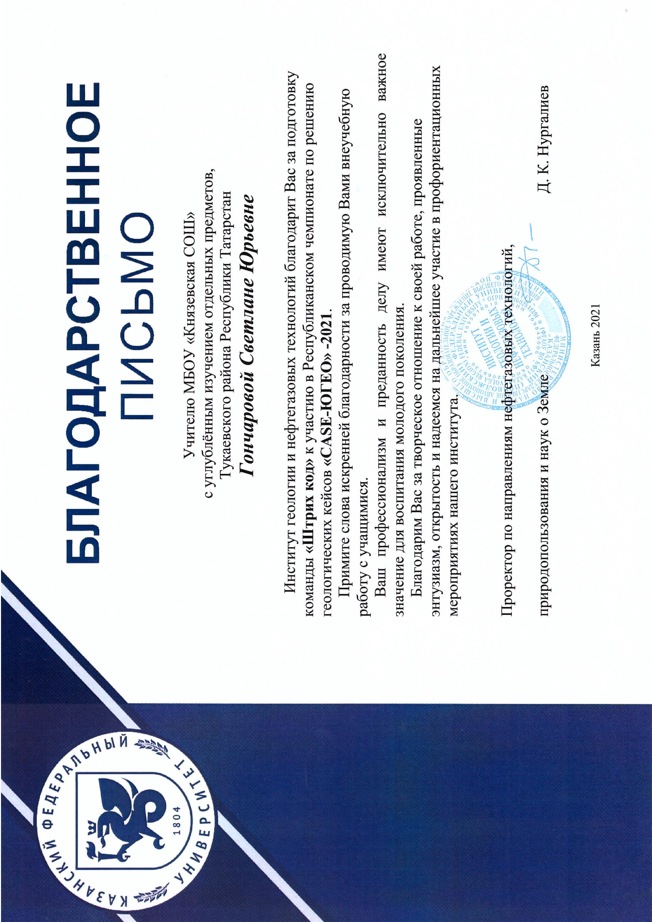 БЛАГОДАРСТВЕННОЕ
ПИСЬМО
Учителю МБОУ «Князевская СОШ»
с углублённым изучением отдельных предметов,
Тукаевского района Республики Татарстан
Гончаровой Светлане Юрьевне
Институт геологии и нефтегазовых технологий благодарит Вас за подготовку
команды «Штрих код» к участию в Республиканском чемпионате по решению
геологических кейсов «CASE-ЮГЕО» -2021.
Примите слова искренней благодарности за проводимую Вами внеучебную
работу с учащимися.
Ваш профессионализм и преданность делу имеют исключительно важное
значение для воспитания молодого поколения.
Благодарим Вас за творческое отношение к своей работе, проявленные
энтузиазм, открытость и надеемся на дальнейшее участие в профориентационных
мероприятиях нашего института.
Проректор по направлениям нефтегазовых технологий,
природопользования и наук о Земле Д. К. Нургалиев
Казань 2021
КАЗАНСКИЙ ФЕДЕРАЛЬНЫЙ
УНИВЕРСИТЕТ
1804